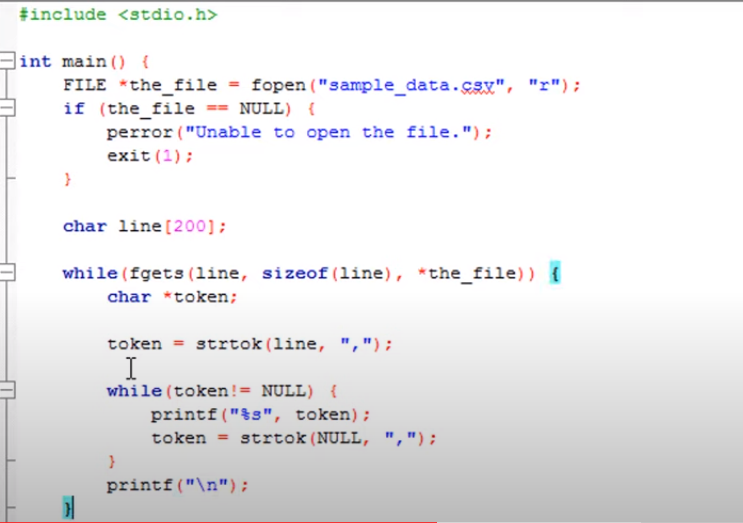 #include <stdio.h>
int main() {
FILE *the_file = fopen("sample_data.csv", "r");
if (the_file == NULL) {
perror("Unable to open the file.");
exit(1);
}
char line[200];
while(fgets(line, sizeof(line), *the_file)) {
char *token;
token = strtok(line, ",");
while(token!= NULL) {
printf("%s", token);
token = strtok(NULL, ",");
}
printf("\n");
}